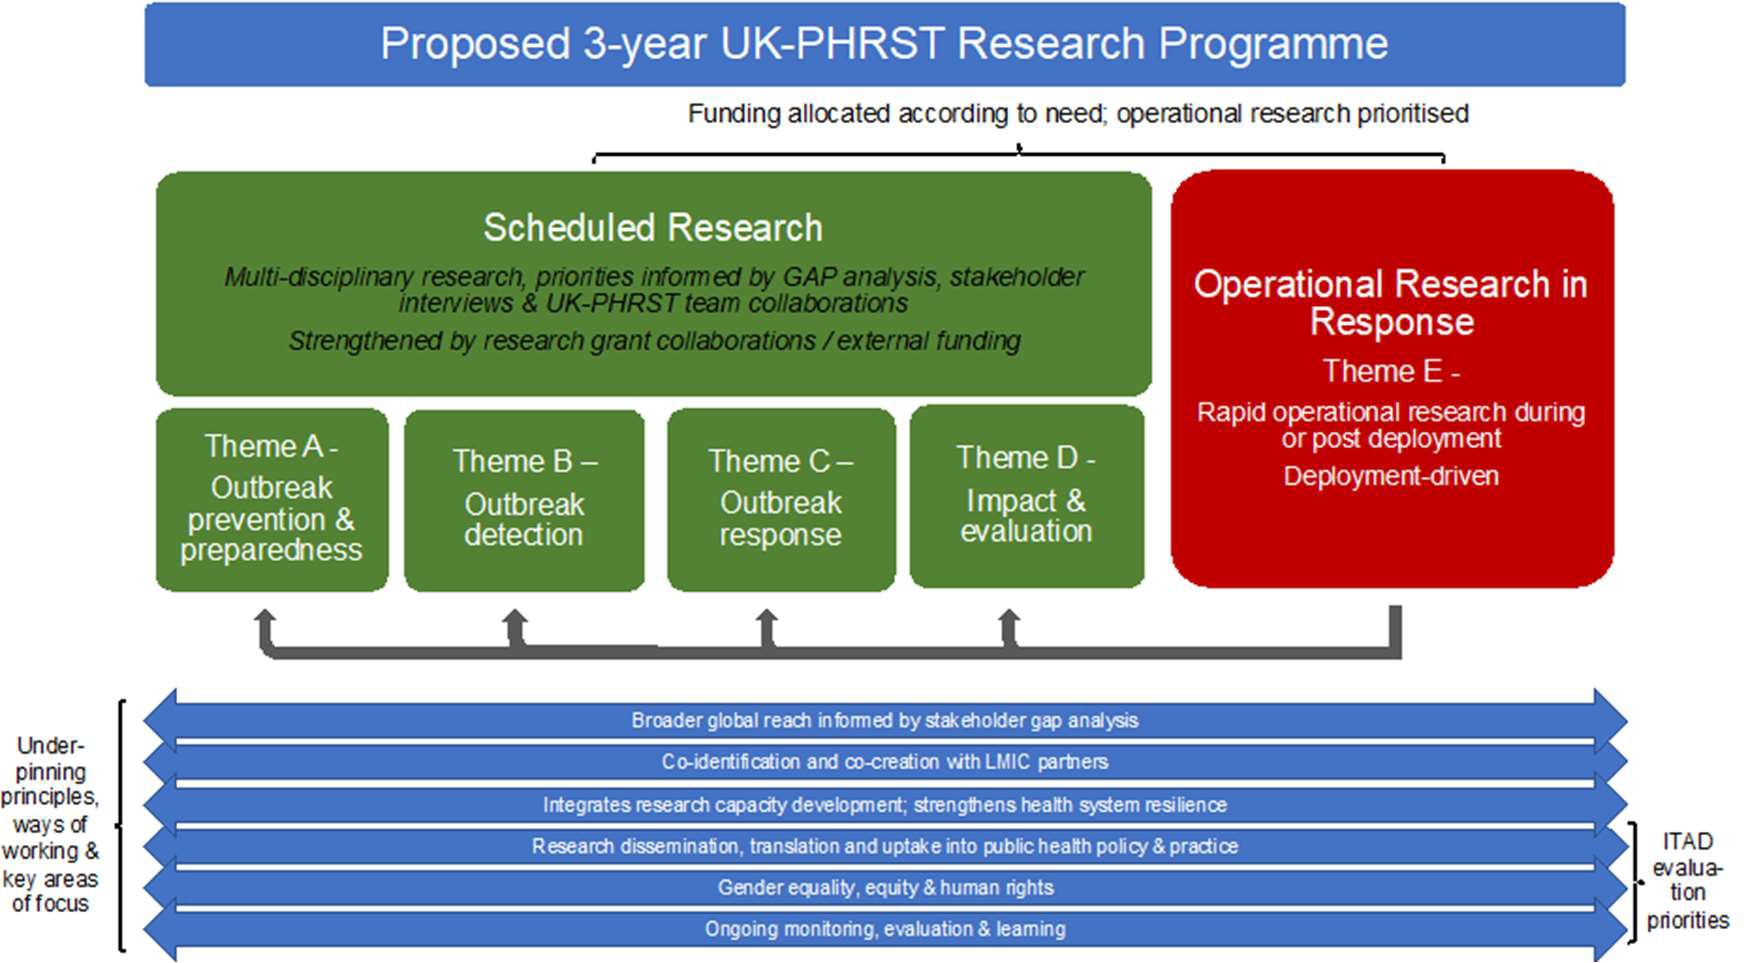 Proposed 3-year UK-PHRST Research Programme
Funding allocated according to need; operational research prioritised
Scheduled Research
Multi-disciplinary research, priorities informed by GAP analysis, stakeholder
interviews & UK-PHRST team collaborations
Strengthened by research grant collaborations / external funding
Operational Research in
Response
Theme E -
Rapid operational research during
or post deployment
Deployment-driven
Theme A -
Outbreak
prevention &
preparedness
Theme B –
Outbreak
detection
Theme C –
Outbreak
response
Theme D -
Impact &
evaluation
Under-
pinning
principles,
ways of
working &
key areas
of focus
Broader global reach informed by stakeholder gap analysis
Co-identification and co-creation with LMIC partners
Integrates research capacity development; strengthens health system resilience
Research dissemination, translation and uptake into public health policy & practice
Gender equality, equity & human rights
Ongoing monitoring, evaluation & learning
ITAD
evalua-
tion
priorities